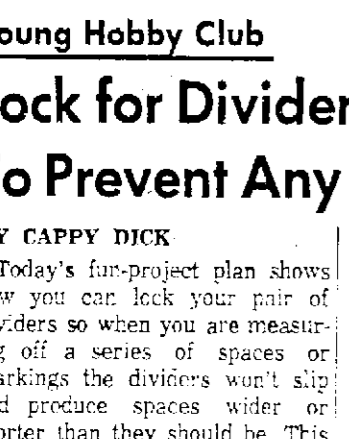 oung Hobby Club
ock for Divider
o Prevent Any
Y CAPPY DICK
Today's fun-project plan shows
w you can lock your pair of
viders so when you are measur-
g off a series of spaces or
arkings the dividers won't slip
d produce spaces wider or
orter than they should be. This